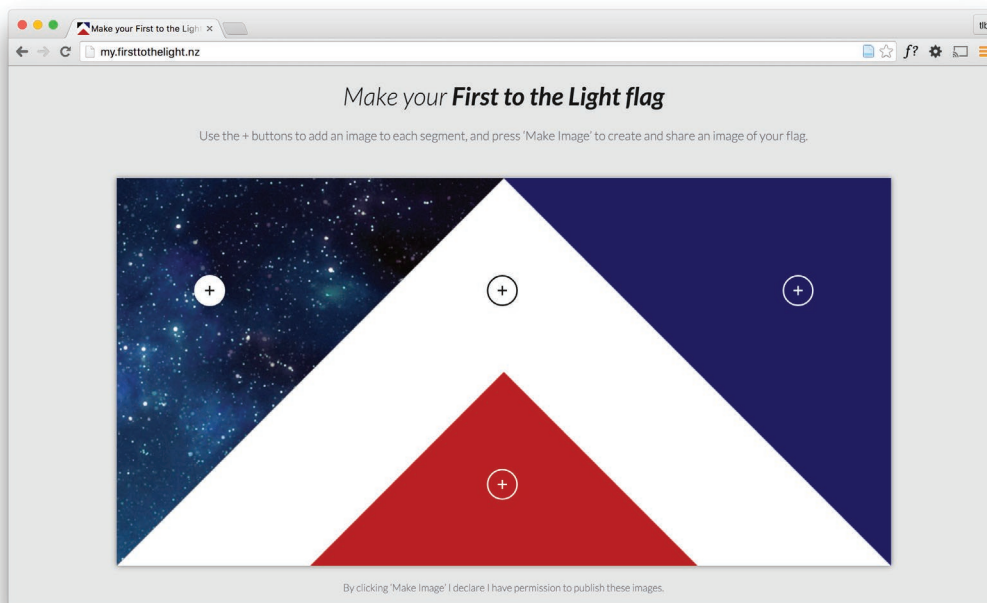 Make your First to the Ligh
my.firsttothelight.nz
f?
Make your First to the Light flag
Use the + buttons to add an image to each segment, and press ‘Make Image’ to create and share an image of your flag.
+ + +
+
By clicking ‘Make Image’ I declare I have permission to publish these images.